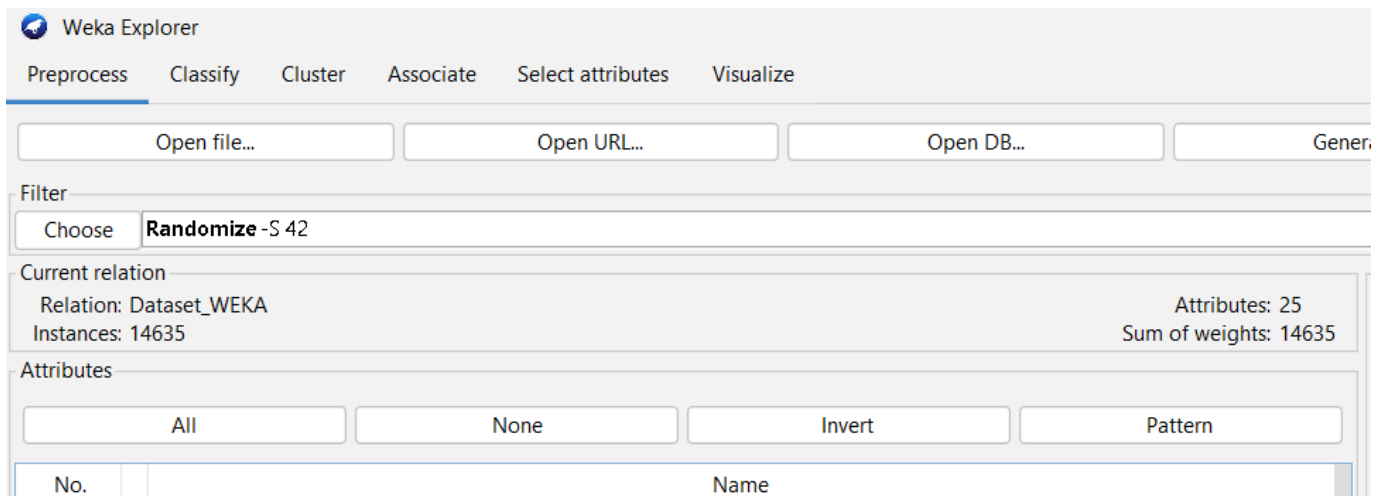 Weka Explorer
Preprocess Classify Cluster Associate Select attributes Visualize
Open file... Open URL... Open DB... Gener
Filter
Choose Randomize -S 42
Current relation
Relation: Dataset_WEKA Attributes: 25
Instances: 14635 Sum of weights: 14635
Attributes
All None Invert Pattern
No. Name